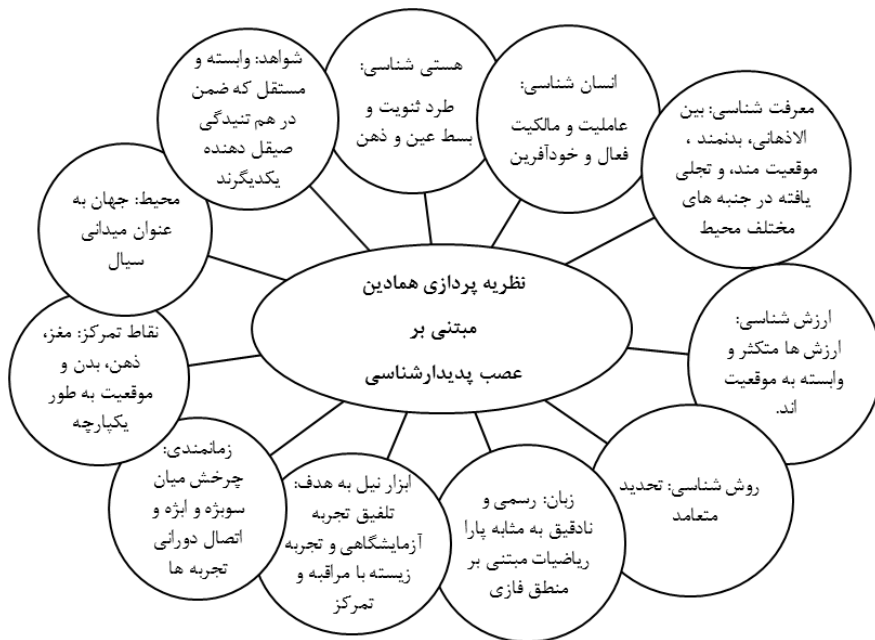 شواهد: وابسته و
مستقل که ضمن
در هم تنیدگی
صیقل دهنده
یکدیگرند
هستی شناسی:
طرد ثنویت و
بسط عین و ذهن
انسان شناسی:
عاملیت و مالکیت
فعال و خودآفرین
معرفت شناسی: بین
الاذهانی، بدنمند ،
موقعیت مند، و تجلی
یافته در جنبه های
مختلف محیط
محیط: جهان به
عنوان میدانی
سیال
نظریه پردازی همادین
مبتنی بر
عصب پدیدارشناسی
ارزش شناسی:
ارزش ها متکثر و
وابسته به موقعیت
اند.
نقاط تمرکز: مغز،
ذهن، بدن و
موقعیت به طور
یکپارچه
زمانمندی:
چرخش میان
سوبژه و ابژه و
اتصال دورانی
تجربه ها
ابزار نیل به هدف:
تلفیق تجربه
آزمایشگاهی و تجربه
زیسته با مراقبه و
تمرکز
زبان: رسمی و
نادقیق به مثابه پارا
ریاضیات مبتنی بر
منطق فازی
روش شناسی: تحدید
متعامد